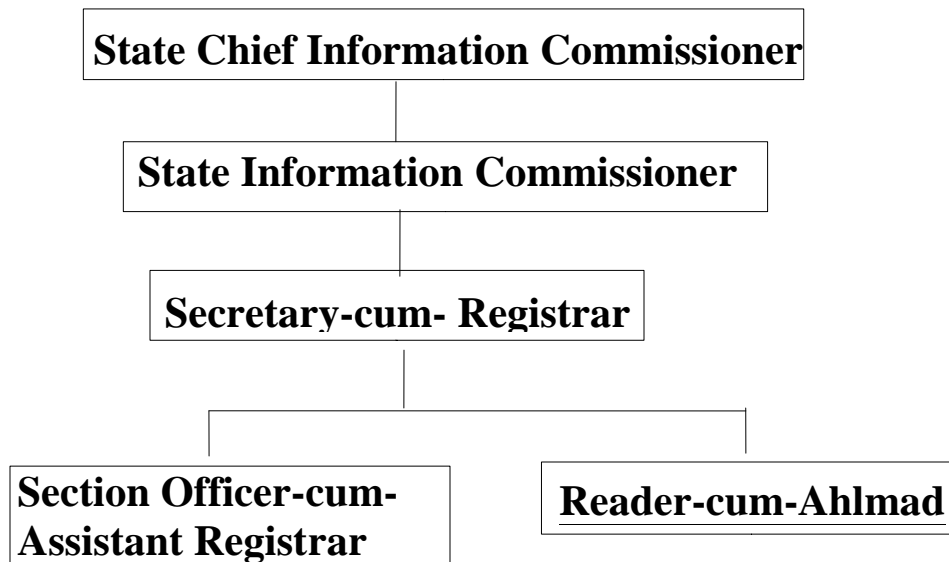 State Chief Information Commissioner
State Information Commissioner
Secretary-cum- Registrar
Section Officer-cum-
Assistant Registrar
Reader-cum-Ahlmad